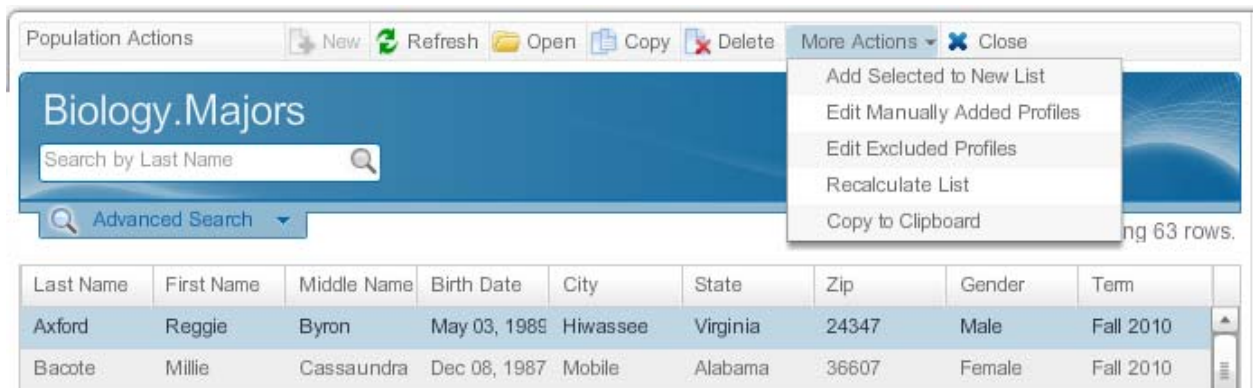 Population Actions New Refresh Open Copy Delete More Actions Close
Add Selected to New List
Edit Manually Added Profiles
Edit Excluded Profiles
Recalculate List
Copy to Clipboard
Biology.Majors
Search by Last Name
Advanced Search
ng 63 rows.
Last Name First Name Middle Name Birth Date City State Zip Gender Term
Axford Reggie Byron May 03, 1989 Hiwassee Virginia 24347 Male Fall 2010
Bacote Millie Cassaundra Dec 08, 1987 Mobile Alabama 36607 Female Fall 2010